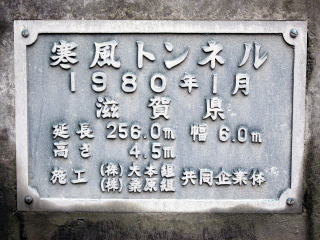 寒風トンネル
1980年1月
滋賀県
延長 256.0m 幅 6.0m
高さ 4.5m
施工 (株)大本組 (株)桑原組 共同企業体